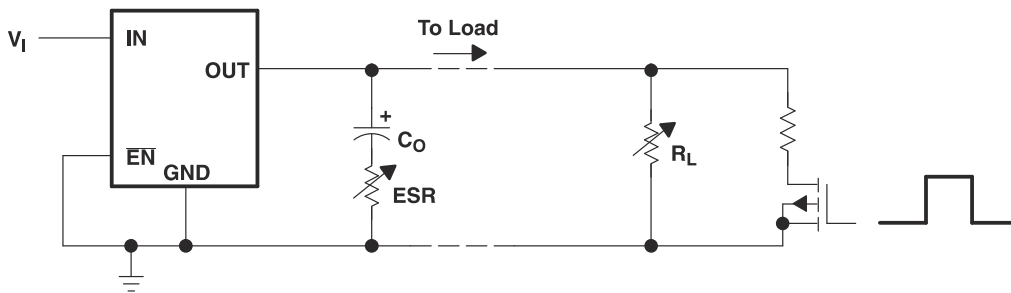 To Load
V_I
IN
OUT
+
C_O
R_L
EN
GND
ESR